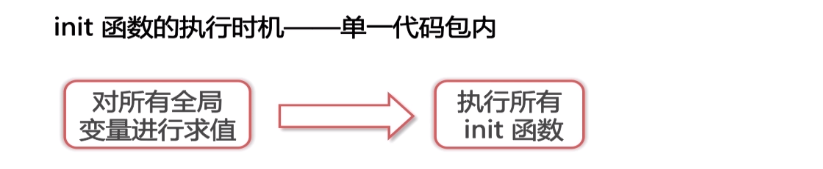 init 函数的执行时机——单一代码包内
对所有全局
变量进行求值
执行所有
init 函数